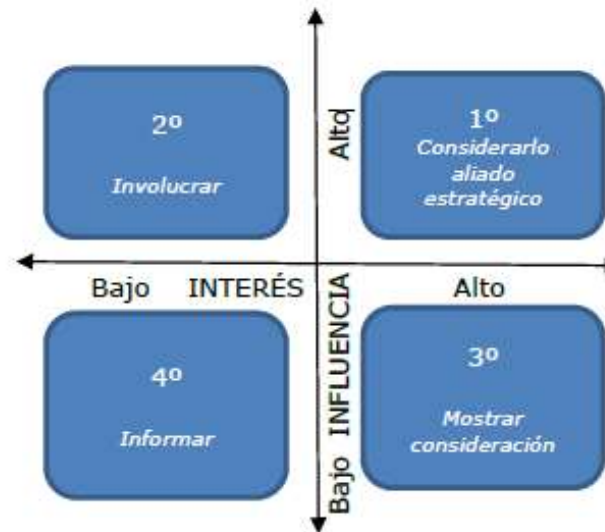 2º
Involucrar
Alto
1º
Considerarlo
aliado
estratégico
Bajo INTERÉS
Alto
4º
Informar
Bajo INFLUENCIA
3º
Mostrar
consideración